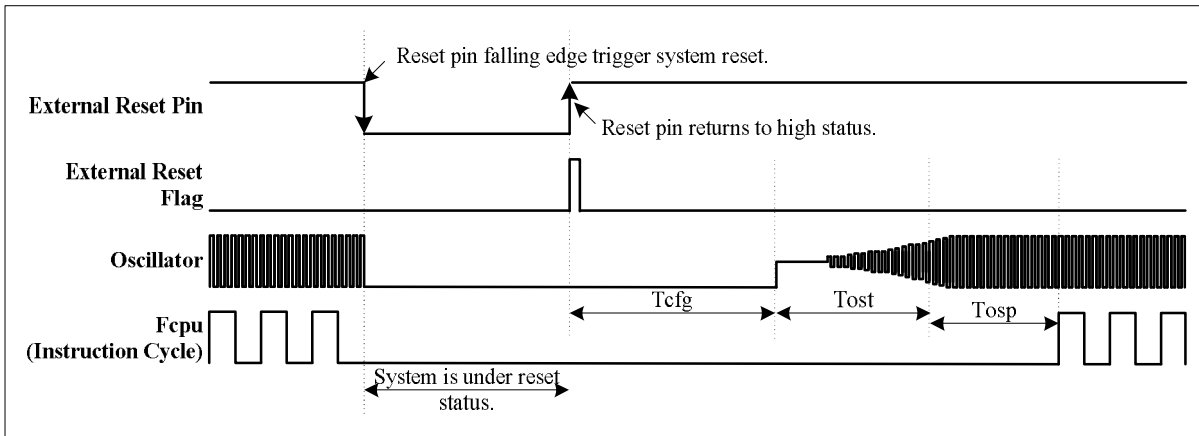 Reset pin falling edge trigger system reset.
External Reset Pin
Reset pin returns to high status.
External Reset
Flag
Oscillator
Tcfg
Tost
Tosp
Fcpu
(Instruction Cycle)
System is under reset
status.